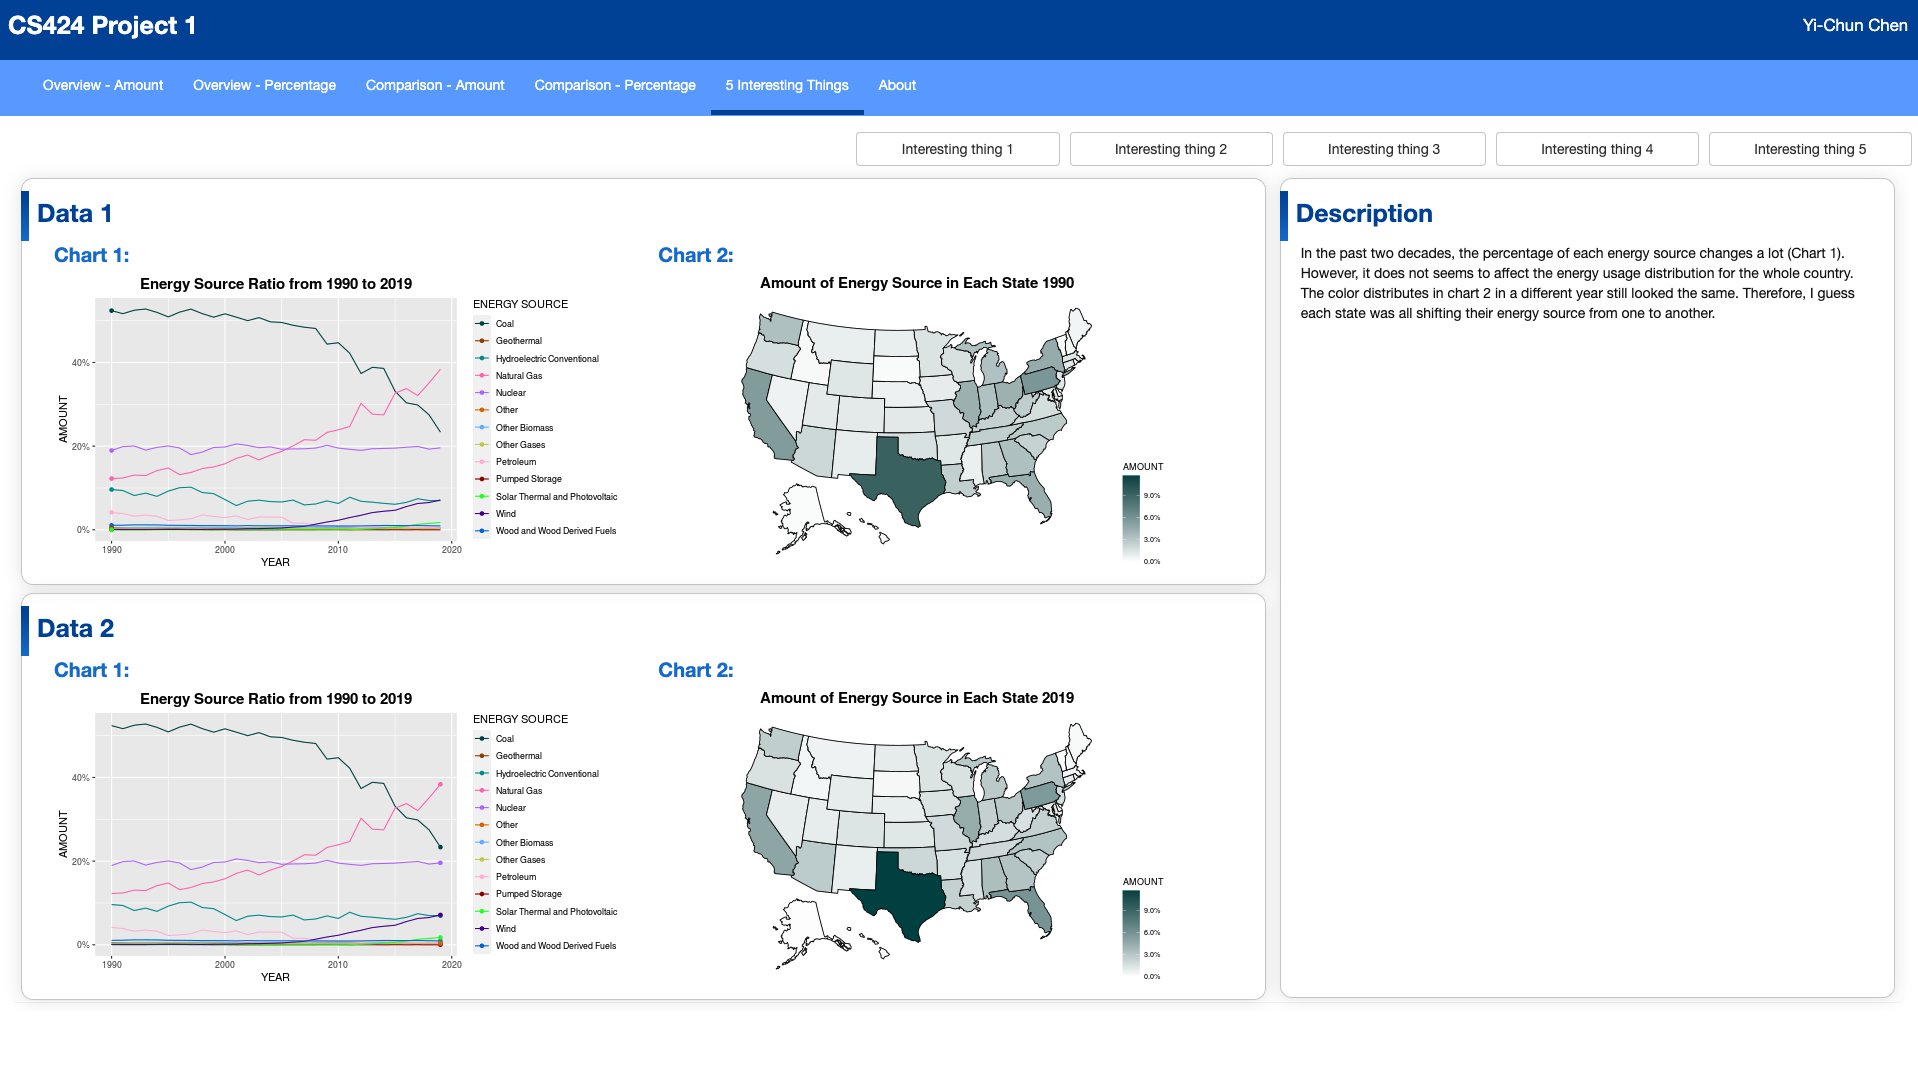 CS424 Project 1
Yi-Chun Chen
Overview - Amount
Overview - Percentage
Comparison - Amount
Comparison - Percentage
5 Interesting Things
About
Interesting thing 1
Interesting thing 2
Interesting thing 3
Interesting thing 4
Interesting thing 5
Data 1
Chart 1:
Energy Source Ratio from 1990 to 2019
AMOUNT
40%
20%
0%
1990
2000
2010
2020
YEAR
ENERGY SOURCE
Coal
Geothermal
Hydroelectric Conventional
Natural Gas
Nuclear
Other
Other Biomass
Other Gases
Petroleum
Pumped Storage
Solar Thermal and Photovoltaic
Wind
Wood and Wood Derived Fuels
Chart 2:
Amount of Energy Source in Each State 1990
AMOUNT
9.0%
6.0%
3.0%
0.0%
Data 2
Chart 1:
Energy Source Ratio from 1990 to 2019
AMOUNT
40%
20%
0%
1990
2000
2010
2020
YEAR
ENERGY SOURCE
Coal
Geothermal
Hydroelectric Conventional
Natural Gas
Nuclear
Other
Other Biomass
Other Gases
Petroleum
Pumped Storage
Solar Thermal and Photovoltaic
Wind
Wood and Wood Derived Fuels
Chart 2:
Amount of Energy Source in Each State 2019
AMOUNT
9.0%
6.0%
3.0%
0.0%
Description
In the past two decades, the percentage of each energy source changes a lot (Chart 1).
However, it does not seems to affect the energy usage distribution for the whole country.
The color distributes in chart 2 in a different year still looked the same. Therefore, I guess
each state was all shifting their energy source from one to another.